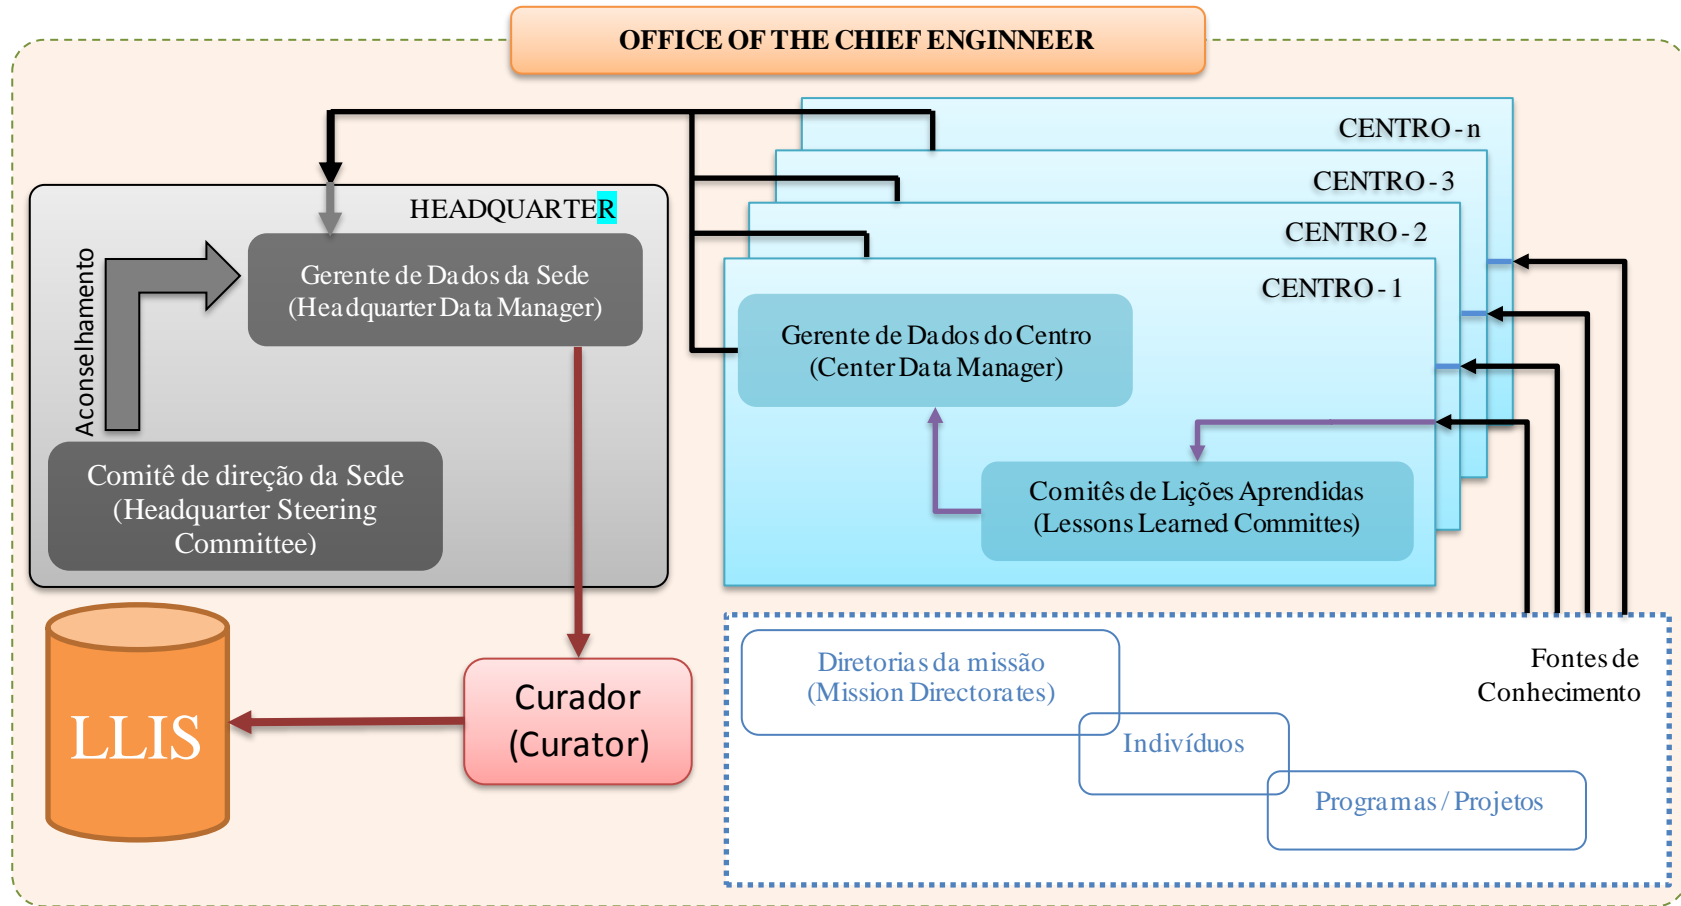 OFFICE OF THE CHIEF ENGINNEER
CENTRO - n
CENTRO - 3
CENTRO - 2
CENTRO - 1
HEADQUARTER
Gerente de Dados da Sede
(Headquarter Data Manager)
Aconselhamento
Comitê de direção da Sede
(Headquarter Steering
Committee)
Gerente de Dados do Centro
(Center Data Manager)
Comitês de Lições Aprendidas
(Lessons Learned Committes)
LLIS
Curador
(Curator)
Diretorias da missão
(Mission Directorates)
Indivíduos
Programas / Projetos
Fontes de
Conhecimento